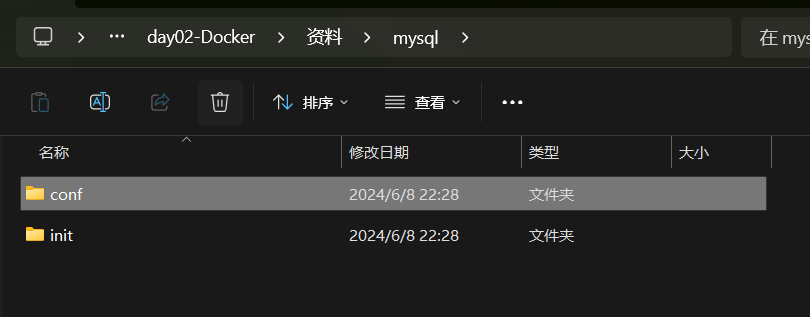 day02-Docker 资料 mysql 在 mys
排序 查看
名称 修改日期 类型 大小
conf 2024/6/8 22:28 文件夹
init 2024/6/8 22:28 文件夹